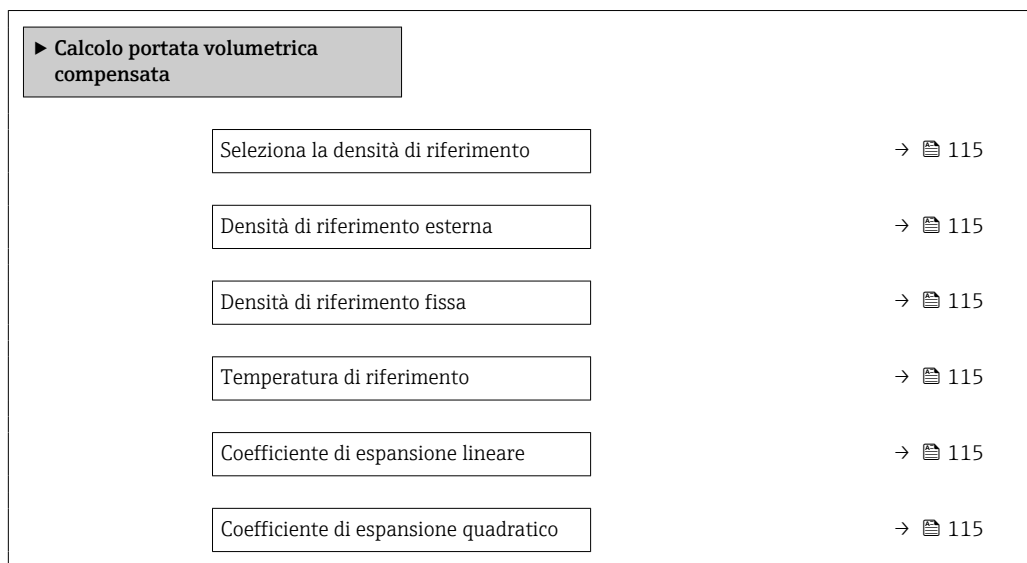 ▶ Calcolo portata volumetrica
compensata
Seleziona la densità di riferimento → 115
Densità di riferimento esterna → 115
Densità di riferimento fissa → 115
Temperatura di riferimento → 115
Coefficiente di espansione lineare → 115
Coefficiente di espansione quadratico → 115